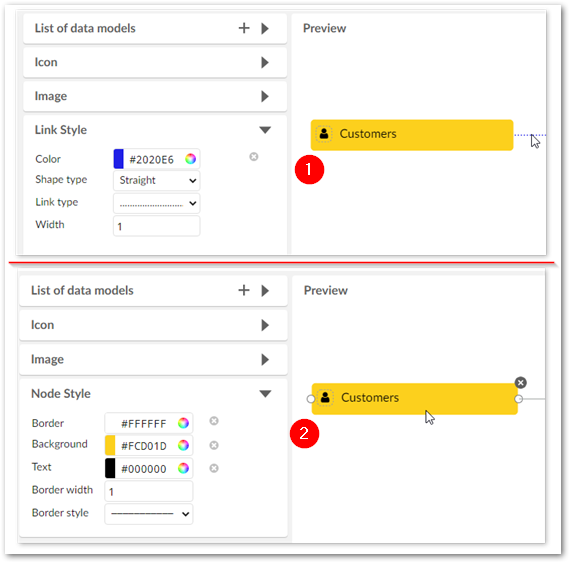 List of data models
Preview
Icon
Image
Customers
Link Style
Color #2020E6
1
Shape type Straight
Link type
Width 1
List of data models
Preview
Icon
Image
Customers
Node Style
Border #FFFFFF
2
Background #FCD01D
Text #000000
Border width 1
Border style